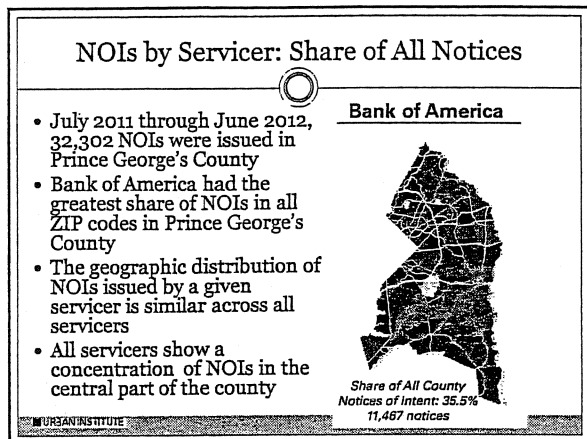 NOIs by Servicer: Share of All Notices
• July 2011 through June 2012,
32,302 NOIs were issued in
Prince George's County
• Bank of America had the
greatest share of NOIs in all
ZIP codes in Prince George's
County
• The geographic distribution of
NOIs issued by a given
servicer is similar across all
servicers
• All servicers show a
concentration of NOIs in the
central part of the county
Bank of America
Share of All County
Notices of Intent: 35.5%
11,467 notices
URBAN INSTITUTE